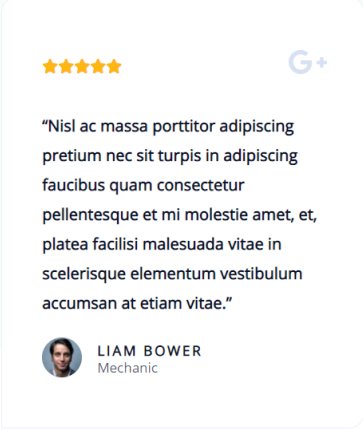 G+
“Nisl ac massa porttitor adipiscing
pretium nec sit turpis in adipiscing
faucibus quam consectetur
pellentesque et mi molestie amet, et,
platea facilisi malesuada vitae in
scelerisque elementum vestibulum
accumsan at etiam vitae.”
LIAM BOWER
Mechanic